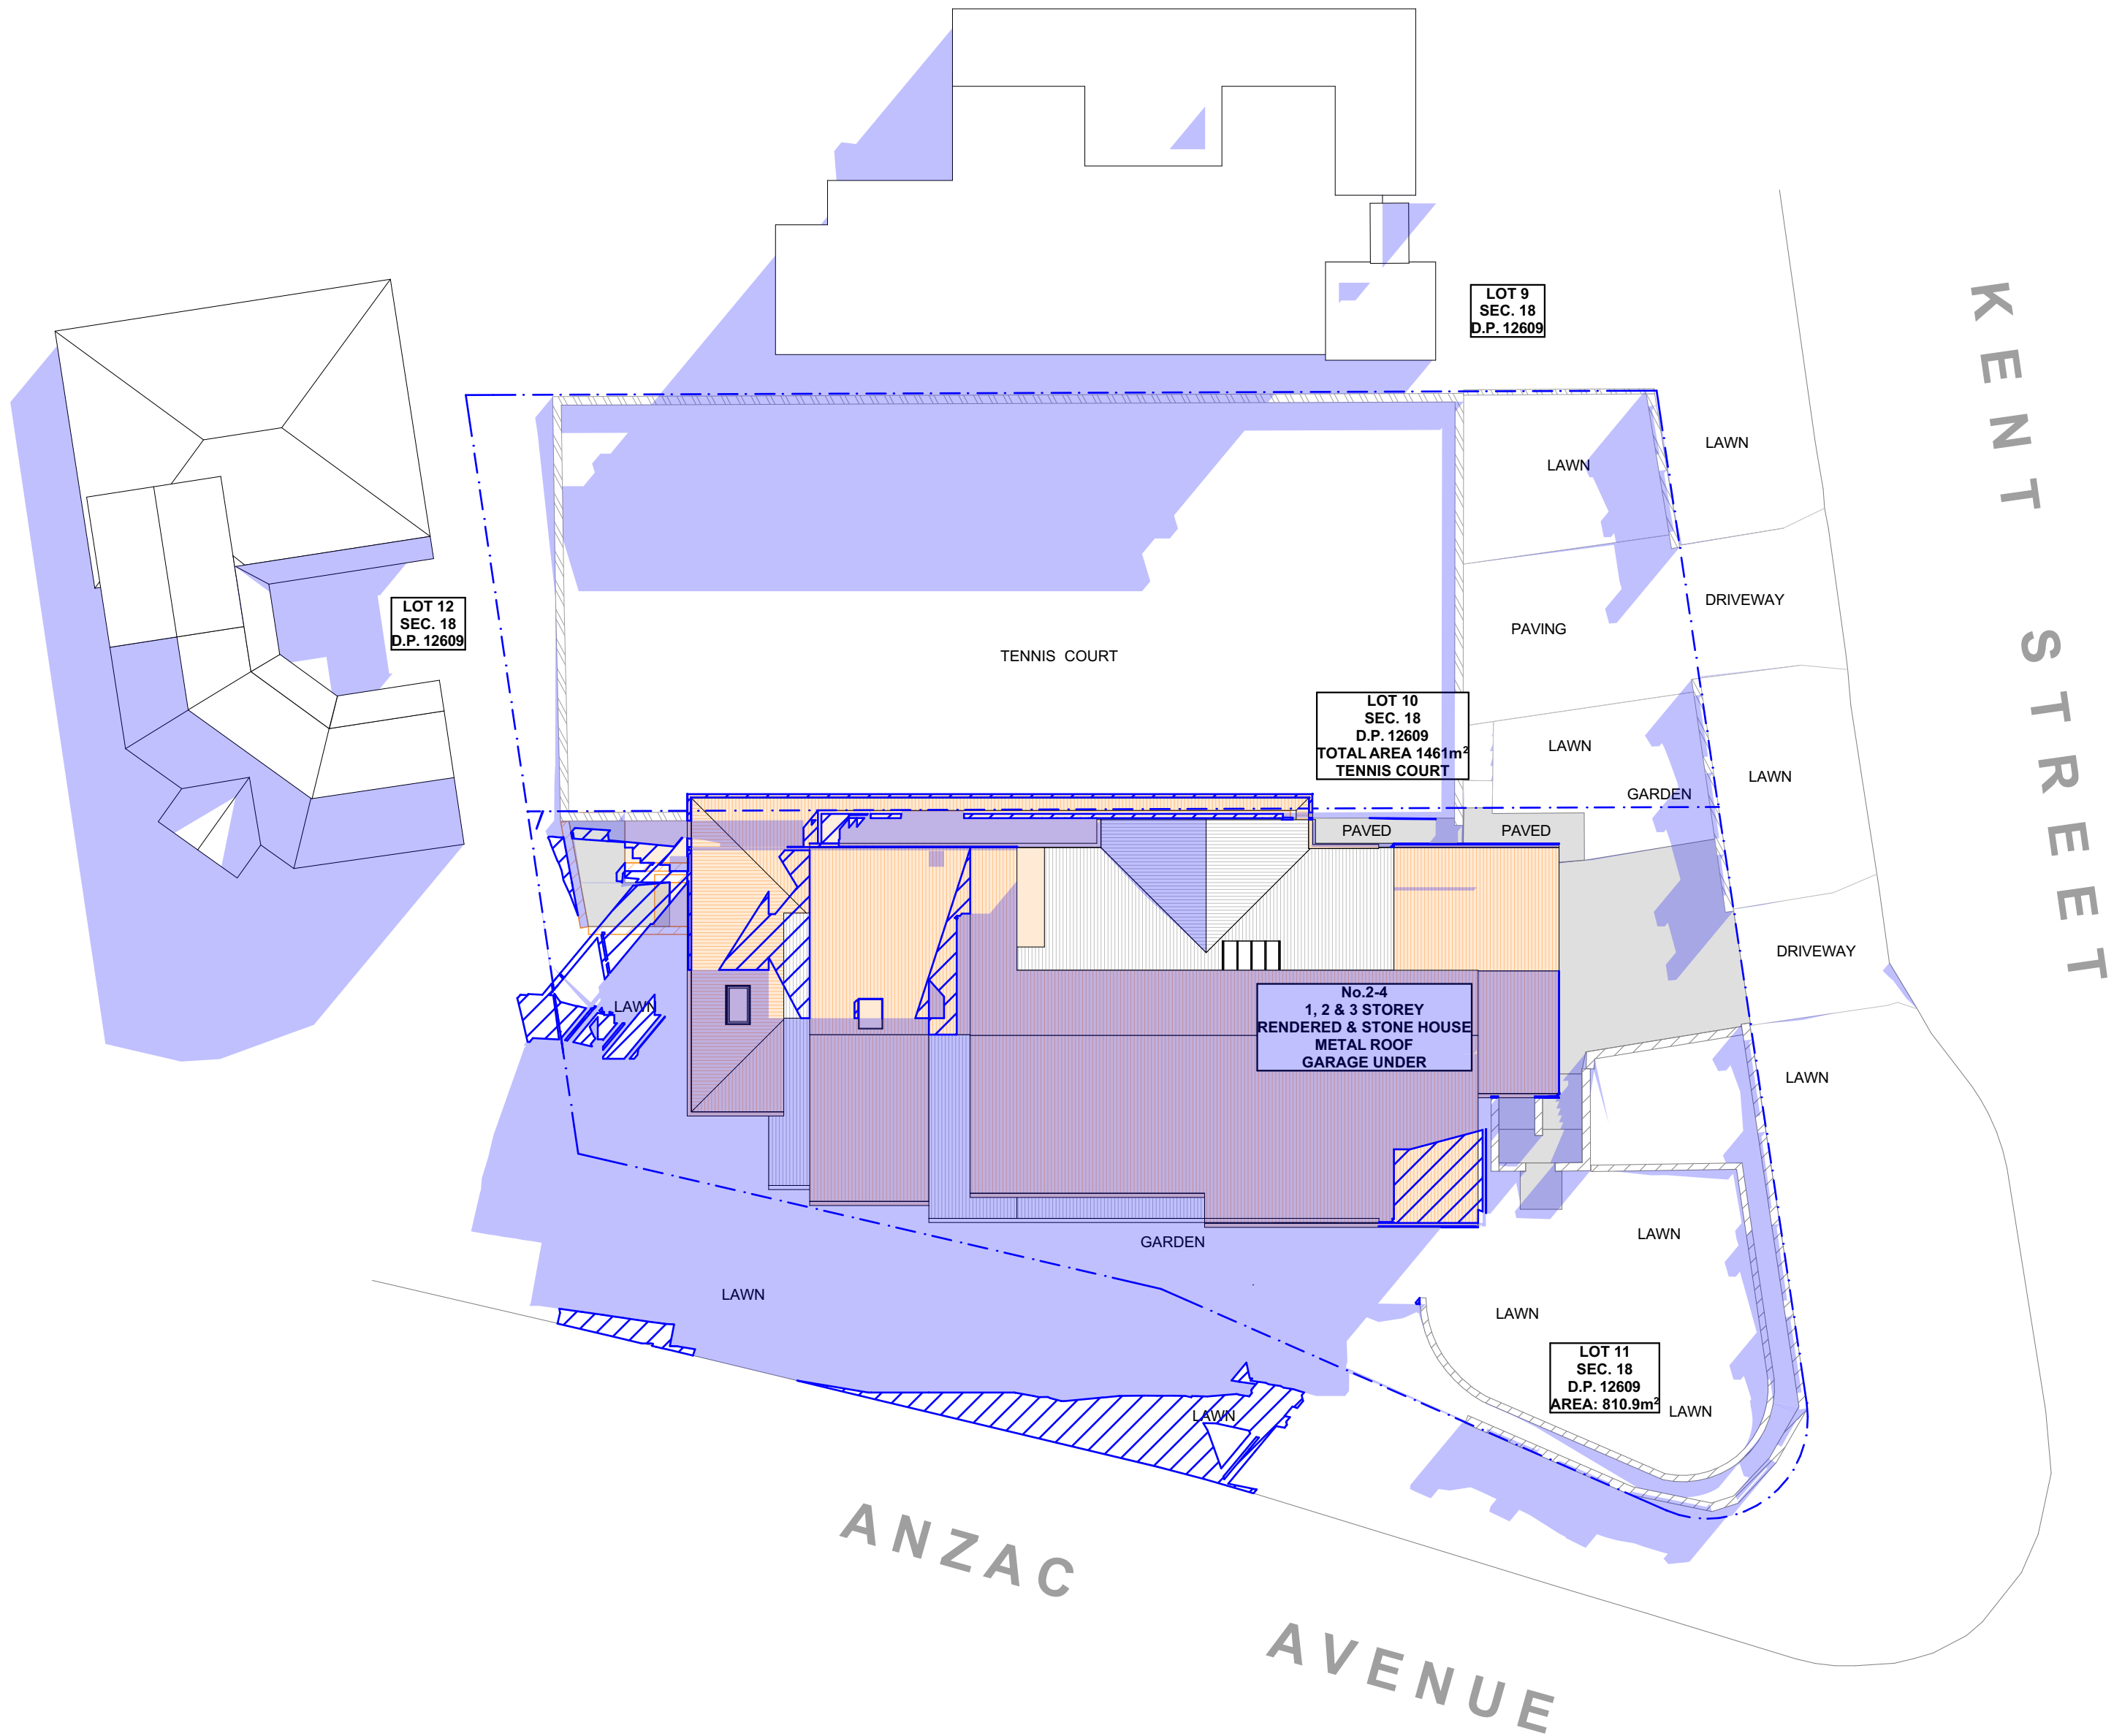 LOT 9
SEC. 18
D.P. 12609
KENT STREET
LAWN
LAWN
LOT 12
SEC. 18
D.P. 12609
DRIVEWAY
PAVING
TENNIS COURT
LOT 10
SEC. 18
D.P. 12609
TOTAL AREA 1461m²
TENNIS COURT
LAWN
LAWN
GARDEN
PAVED
PAVED
DRIVEWAY
LAWN
No.2-4
1, 2 & 3 STOREY
RENDERED & STONE HOUSE
METAL ROOF
GARAGE UNDER
LAWN
LAWN
GARDEN
LAWN
LAWN
LOT 11
SEC. 18
D.P. 12609
AREA: 810.9m²
LAWN
LAWN
ANZAC AVENUE